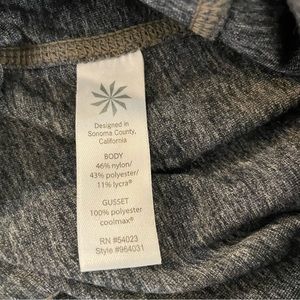 Designed in
Sonoma County,
California
BODY
46% nylon/
43% polyester/
11% lycra®
GUSSET
100% polyester
coolmax®
RN #54023
Style #964031